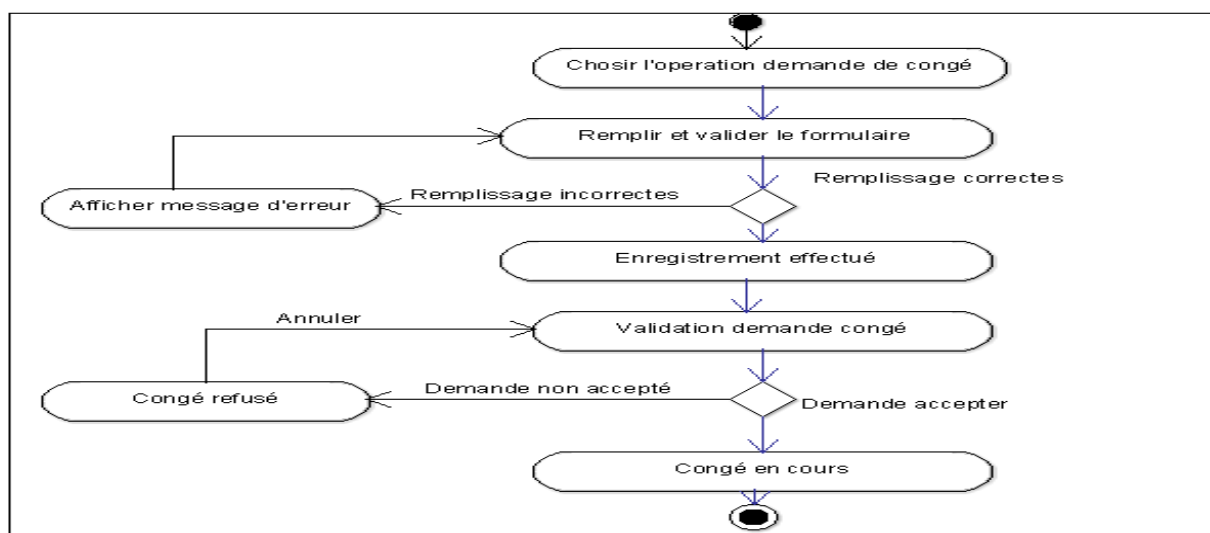 Chosir l'operation demande de congé
Remplir et valider le formulaire
Remplissage correctes
Remplissage incorrectes
Afficher message d'erreur
Enregistrement effectué
Annuler
Validation demande congé
Demande non accepté
Congé refusé
Demande accepter
Congé en cours